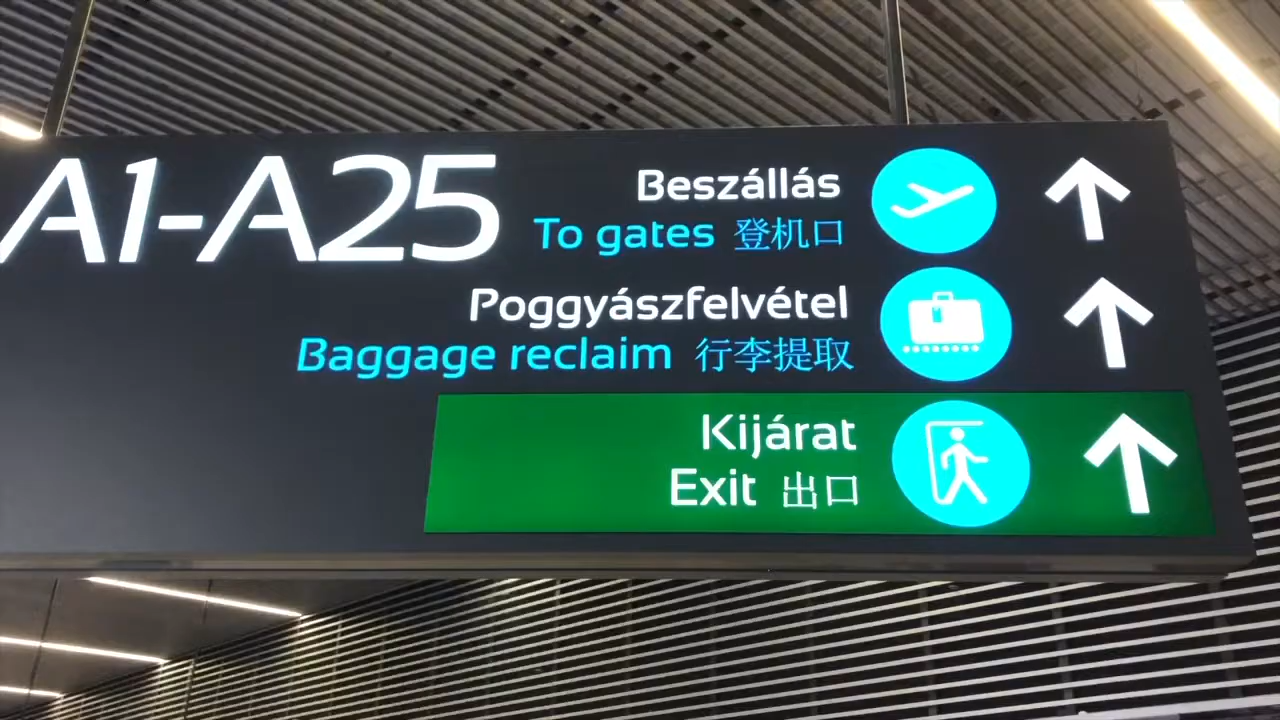 A1-A25
Beszállás
To gates 登机口
Poggyászfelvétel
Baggage reclaim 行李提取
Kijárat
Exit 出口